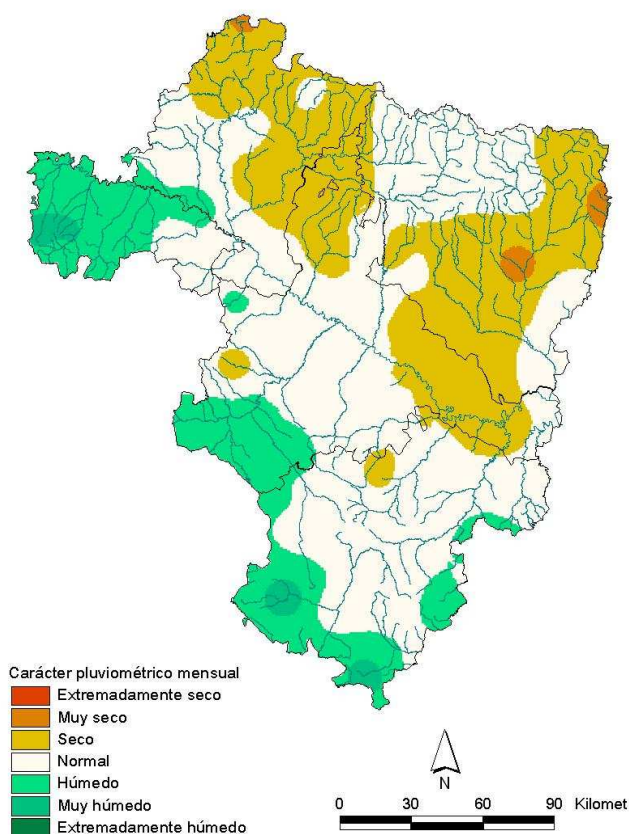 Carácter pluviométrico mensual
Extremadamente seco
Muy seco
Seco
Normal
Húmedo
Muy húmedo
Extremadamente húmedo
N
0 30 60 90 Kilomet